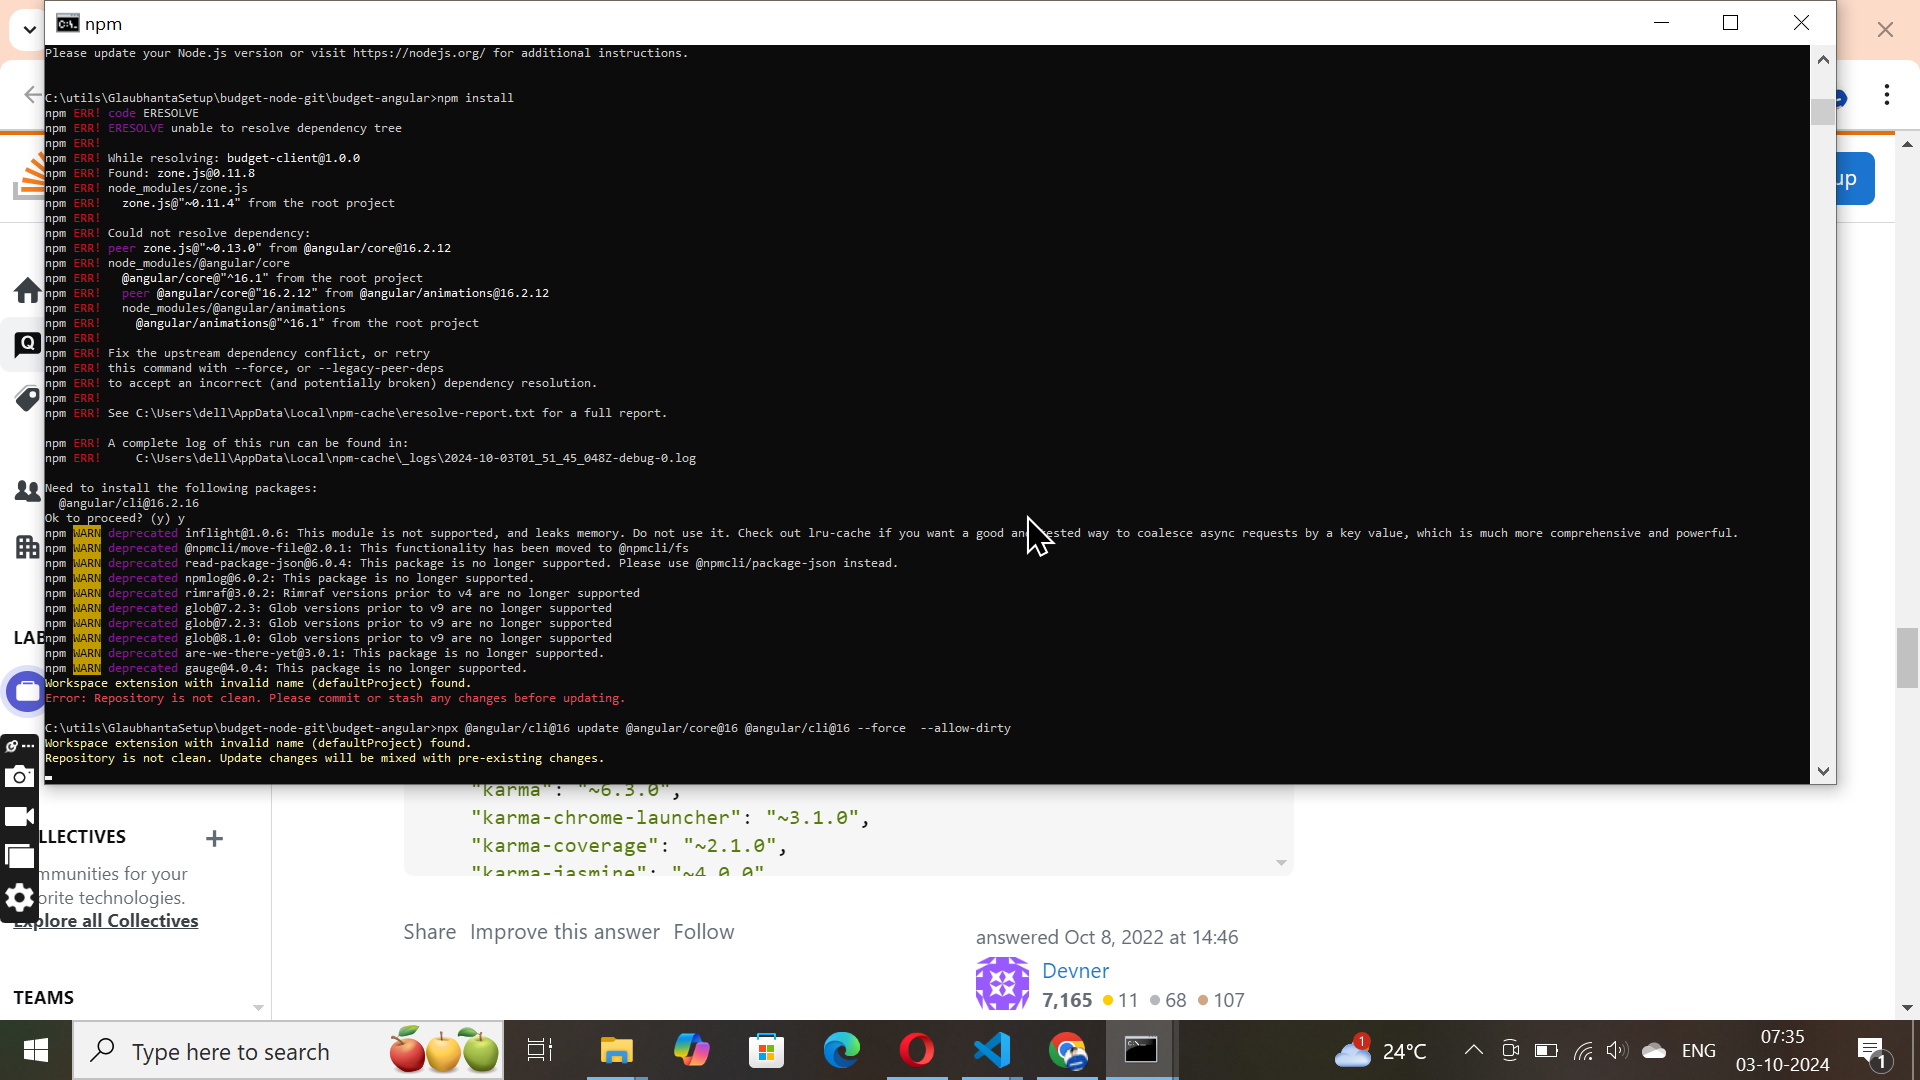 npm
Please update your Node.js version or visit https://nodejs.org/ for additional instructions.
C:\utils\GlaubhantaSetup\budget-node-git\budget-angular>npm install
npm ERR! code ERESOLVE
npm ERR! ERESOLVE unable to resolve dependency tree
npm ERR!
npm ERR! While resolving: budget-client@1.0.0
npm ERR! Found: zone.js@0.11.8
npm ERR! node_modules/zone.js
npm ERR!   zone.js@"~0.11.4" from the root project
npm ERR!
npm ERR! Could not resolve dependency:
npm ERR! peer zone.js@"~0.13.0" from @angular/core@16.2.12
npm ERR! node_modules/@angular/core
npm ERR!   @angular/core@"^16.1" from the root project
npm ERR!   peer @angular/core@"16.2.12" from @angular/animations@16.2.12
npm ERR!   node_modules/@angular/animations
npm ERR!     @angular/animations@"^16.1" from the root project
npm ERR!
npm ERR! Fix the upstream dependency conflict, or retry
npm ERR! this command with --force, or --legacy-peer-deps
npm ERR! to accept an incorrect (and potentially broken) dependency resolution.
npm ERR!
npm ERR! See C:\Users\dell\AppData\Local\npm-cache\eresolve-report.txt for a full report.
npm ERR! A complete log of this run can be found in:
npm ERR!     C:\Users\dell\AppData\Local\npm-cache\_logs\2024-10-03T01_51_45_048Z-debug-0.log
Need to install the following packages:
  @angular/cli@16.2.16
Ok to proceed? (y) y
npm WARN deprecated inflight@1.0.6: This module is not supported, and leaks memory. Do not use it. Check out lru-cache if you want a good and tested way to coalesce async requests by a key value, which is much more comprehensive and powerful.
npm WARN deprecated @npmcli/move-file@2.0.1: This functionality has been moved to @npmcli/fs
npm WARN deprecated read-package-json@6.0.4: This package is no longer supported. Please use @npmcli/package-json instead.
npm WARN deprecated npmlog@6.0.2: This package is no longer supported.
npm WARN deprecated rimraf@3.0.2: Rimraf versions prior to v4 are no longer supported
npm WARN deprecated glob@7.2.3: Glob versions prior to v9 are no longer supported
npm WARN deprecated glob@7.2.3: Glob versions prior to v9 are no longer supported
npm WARN deprecated glob@8.1.0: Glob versions prior to v9 are no longer supported
npm WARN deprecated are-we-there-yet@3.0.1: This package is no longer supported.
npm WARN deprecated gauge@4.0.4: This package is no longer supported.
Workspace extension with invalid name (defaultProject) found.
Error: Repository is not clean. Please commit or stash any changes before updating.
C:\utils\GlaubhantaSetup\budget-node-git\budget-angular>npx @angular/cli@16 update @angular/core@16 @angular/cli@16 --force  --allow-dirty
Workspace extension with invalid name (defaultProject) found.
Repository is not clean. Update changes will be mixed with pre-existing changes.
up
LAB
"karma": "~6.3.0",
"karma-chrome-launcher": "~3.1.0",
"karma-coverage": "~2.1.0",
"karma-jasmine": "~4.0.0"
LLECTIVES
mmunities for your
orite technologies.
Explore all Collectives
TEAMS
Share Improve this answer Follow
answered Oct 8, 2022 at 14:46
Devner
7,165 11 68 107
Type here to search
1
24°C
ENG
07:35
03-10-2024
1